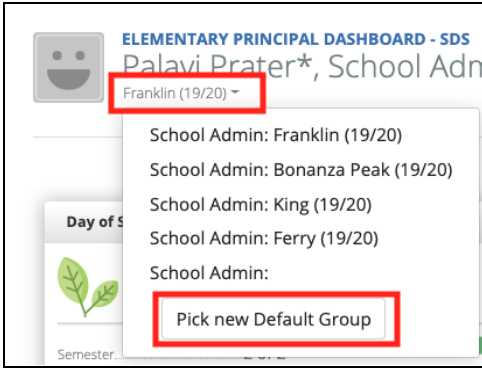 ELEMENTARY PRINCIPAL DASHBOARD - SDS
Palavi Prater*, School Adm
Franklin (19/20)
School Admin: Franklin (19/20)
School Admin: Bonanza Peak (19/20)
School Admin: King (19/20)
School Admin: Ferry (19/20)
School Admin:
Day of S
Pick new Default Group
Semester